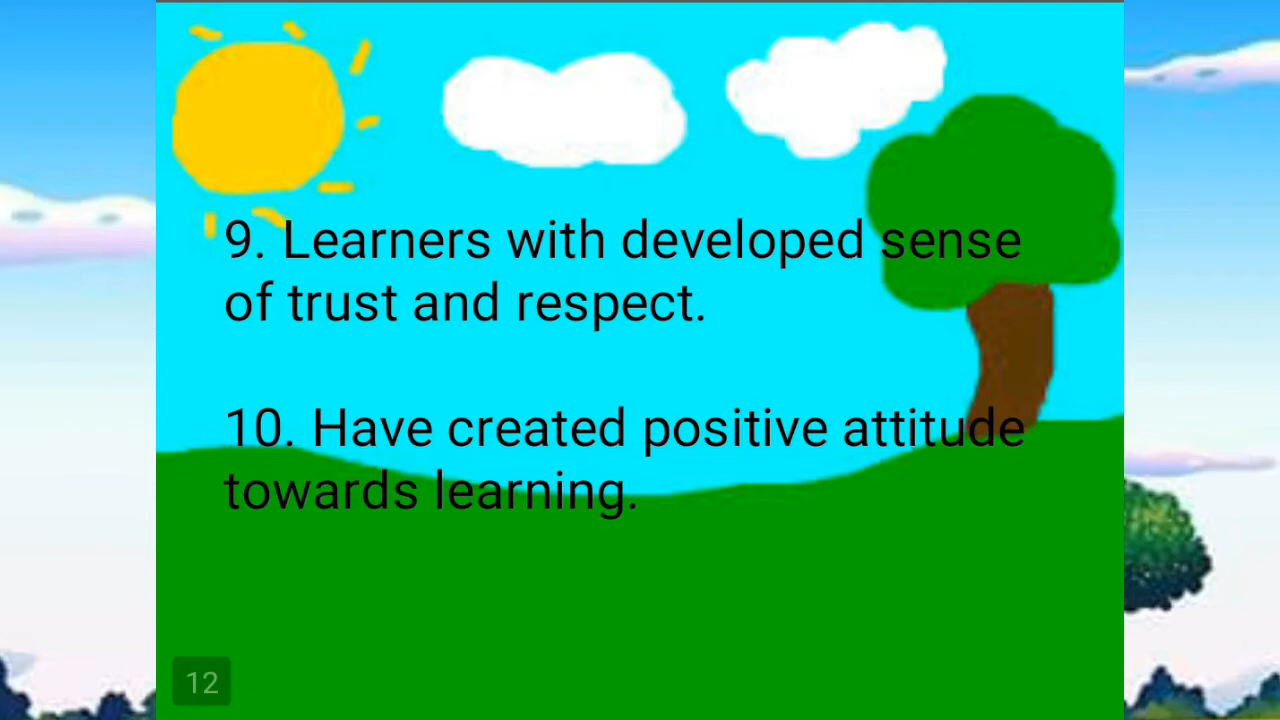 9. Learners with developed sense
of trust and respect.
10. Have created positive attitude
towards learning.
12